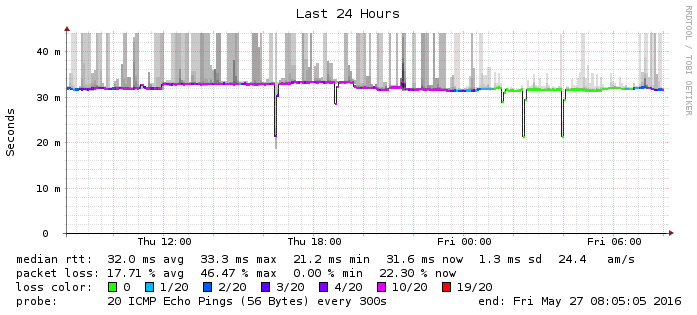 Last 24 Hours
RRDTOOL / TOBI OETIKER
Seconds
40 m
30 m
20 m
10 m
0
Thu 12:00 Thu 18:00 Fri 00:00 Fri 06:00
median rtt: 32.0 ms avg 33.3 ms max 21.2 ms min 31.6 ms now 1.3 ms sd 24.4 am/s
packet loss: 17.71 % avg 46.47 % max 0.00 % min 22.30 % now
loss color: 0 1/20 2/20 3/20 4/20 10/20 19/20
probe: 20 ICMP Echo Pings (56 Bytes) every 300s end: Fri May 27 08:05:05 2016